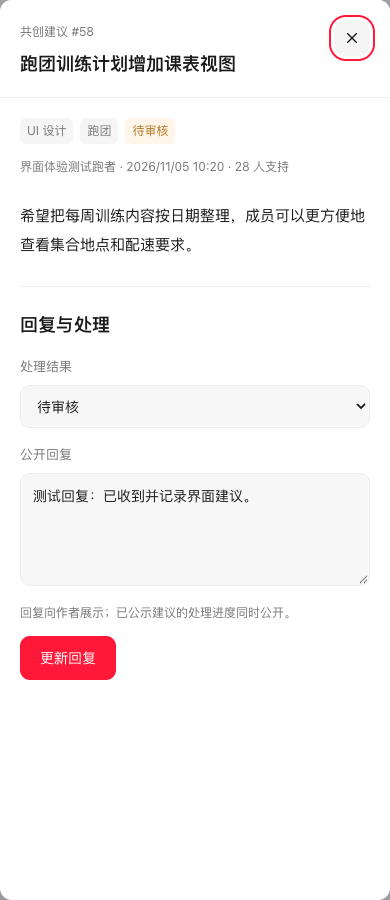 共创建议 #58
跑团训练计划增加课表视图
UI 设计
跑团
待审核
界面体验测试跑者 · 2026/11/05 10:20 · 28 人支持
希望把每周训练内容按日期整理，成员可以更方便地
查看集合地点和配速要求。
回复与处理
处理结果
待审核
公开回复
测试回复：已收到并记录界面建议。
回复向作者展示；已公示建议的处理进度同时公开。
更新回复